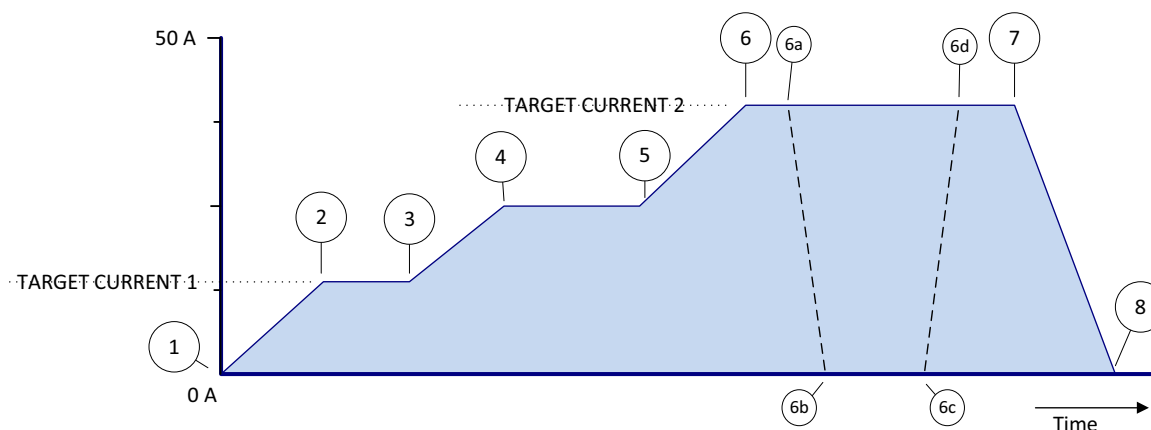 50 A
6
6a
6d
7
TARGET CURRENT 2
4
5
2
3
TARGET CURRENT 1
8
1
0 A
6b
6c
Time